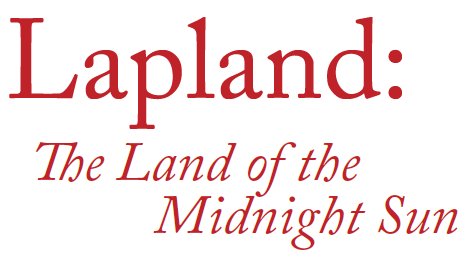 Lapland:
The Land of the
Midnight Sun